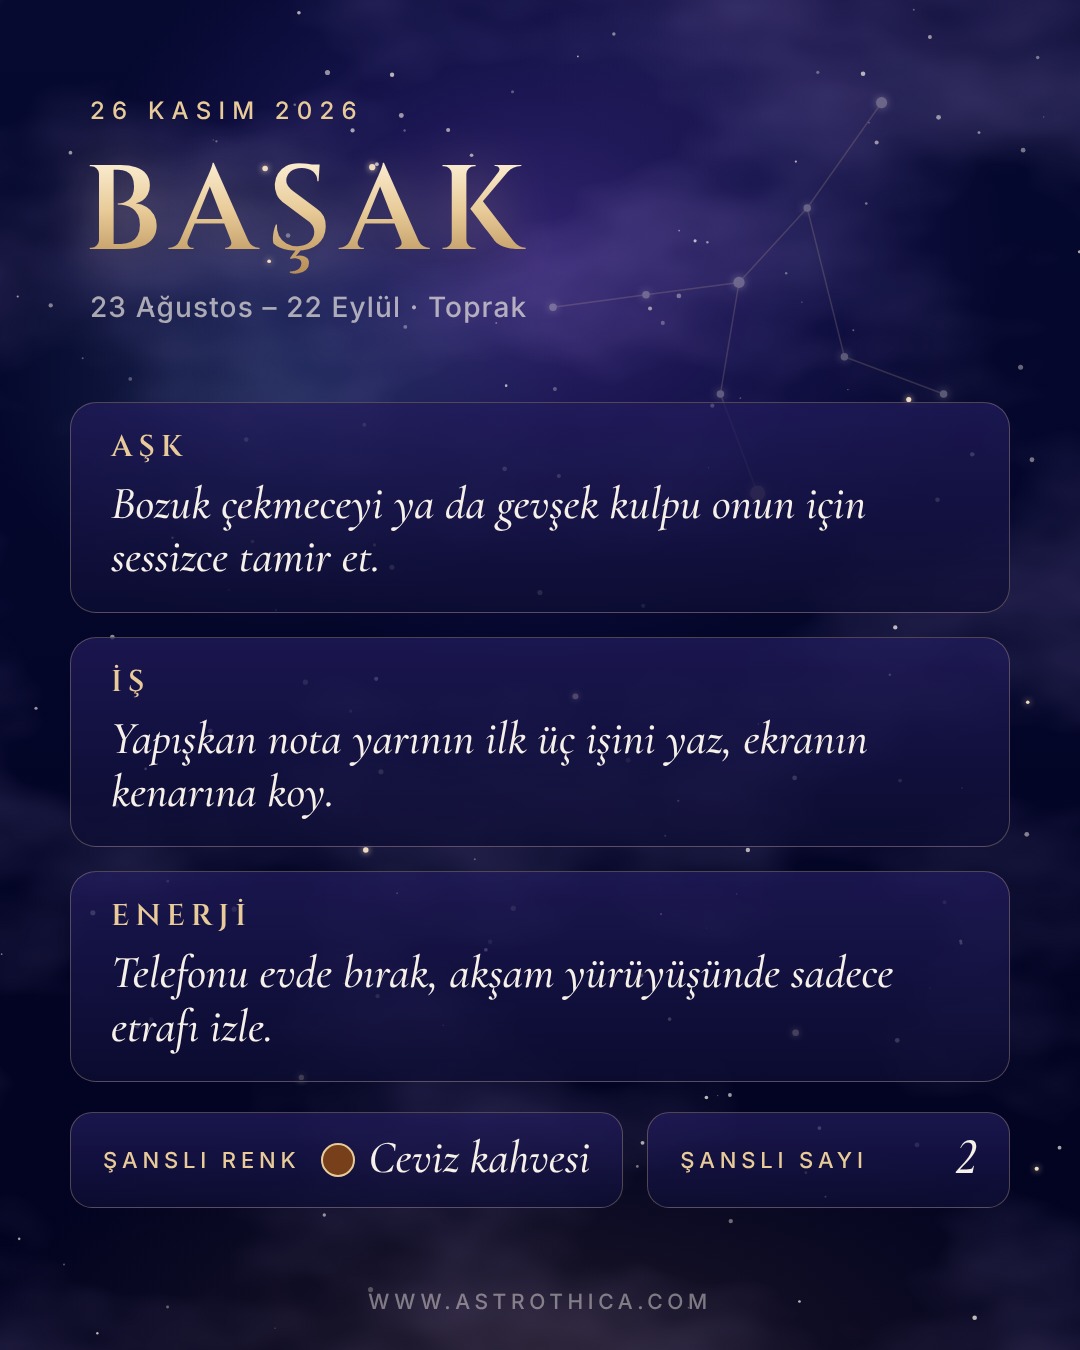 26 KASIM 2026
BAŞAK
23 Ağustos – 22 Eylül · Toprak
AŞK
Bozuk çekmeceyi ya da gevşek kulpu onun için
sessizce tamir et.
İŞ
Yapışkan nota yarının ilk üç işini yaz, ekranın
kenarına koy.
ENERJİ
Telefonu evde bırak, akşam yürüyüşünde sadece
etrafı izle.
ŞANSLI RENK Ceviz kahvesi
ŞANSLI SAYI 2
WWW.ASTROTHICA.COM